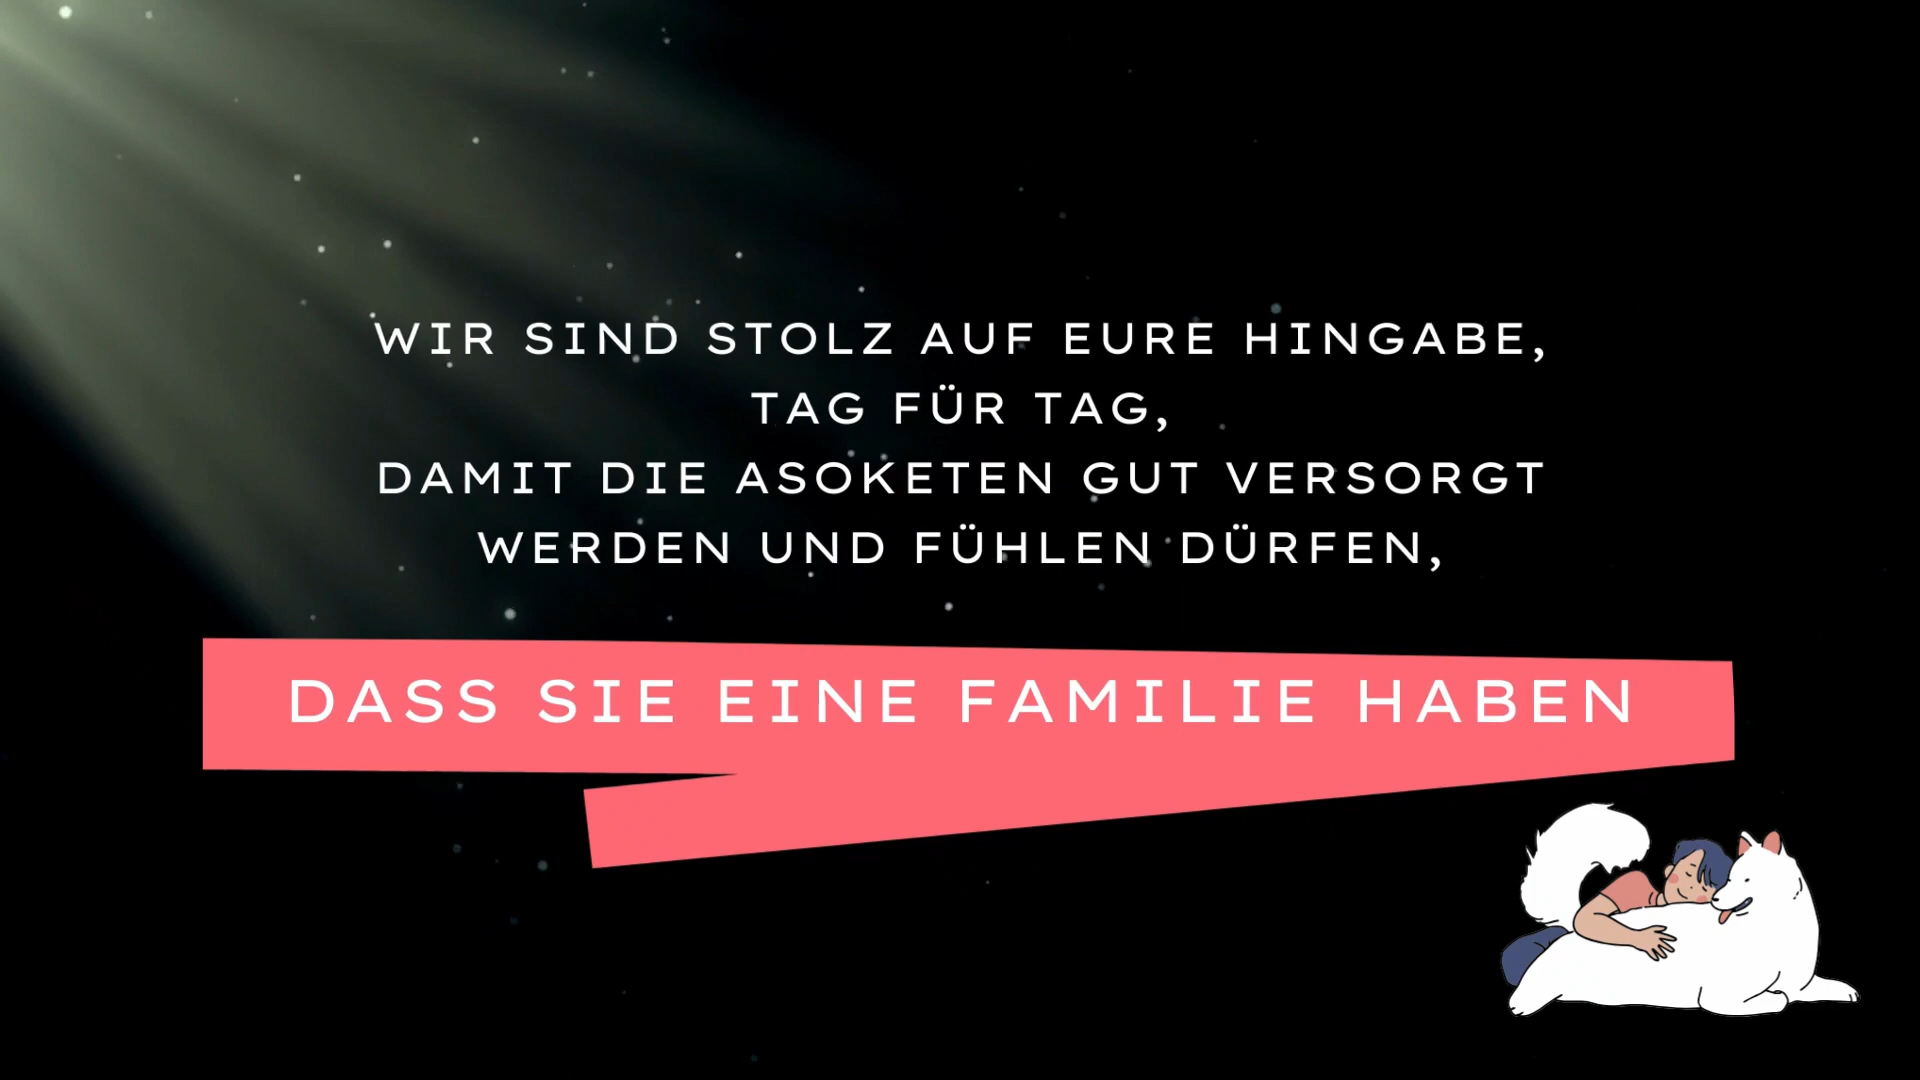 WIR SIND STOLZ AUF EURE HINGABE,
TAG FÜR TAG,
DAMIT DIE ASOKETEN GUT VERSORGT
WERDEN UND FÜHLEN DÜRFEN,
DASS SIE EINE FAMILIE HABEN